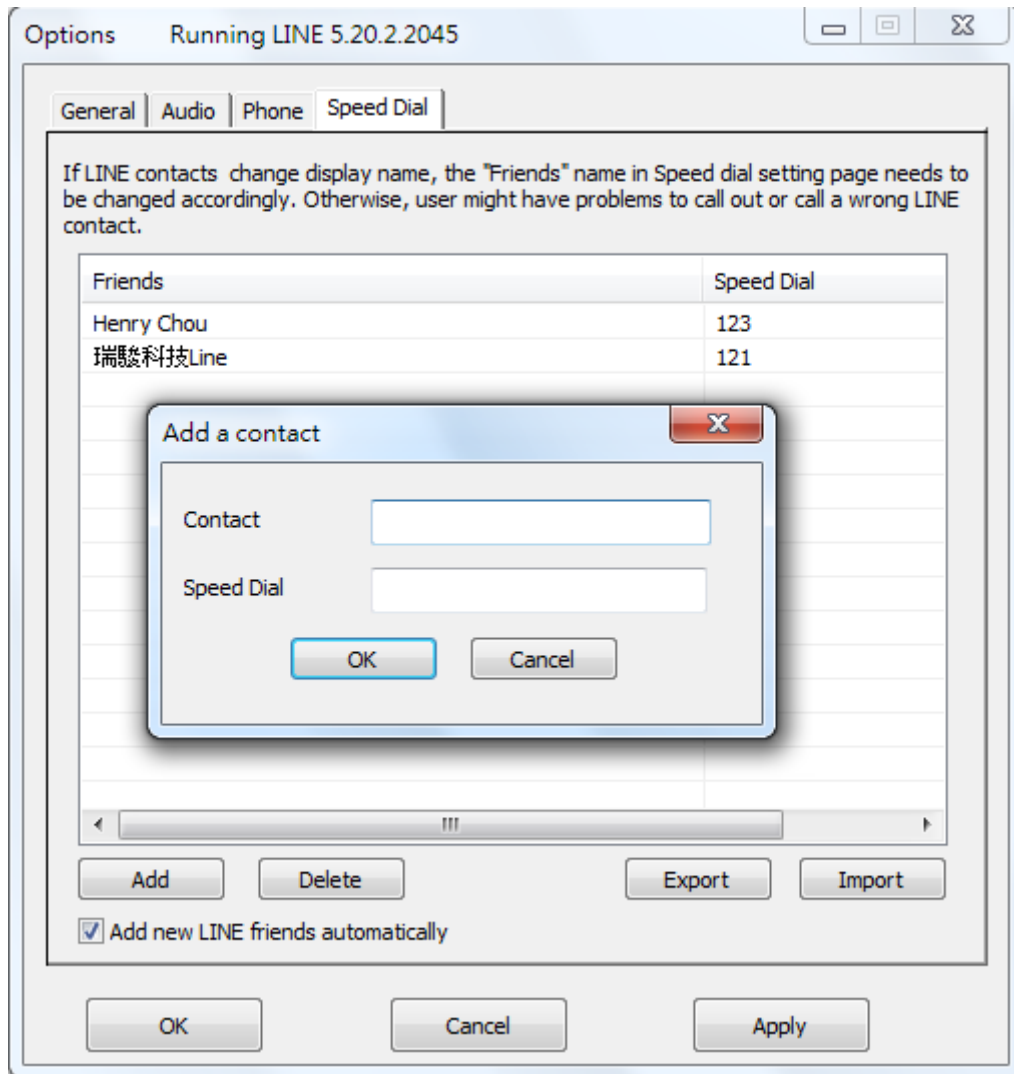 Options Running LINE 5.20.2.2045
General Audio Phone Speed Dial
If LINE contacts change display name, the "Friends" name in Speed dial setting page needs to
be changed accordingly. Otherwise, user might have problems to call out or call a wrong LINE
contact.
Friends Speed Dial
Henry Chou 123
瑞駿科技Line 121
Add a contact
Contact
Speed Dial
OK Cancel
Add Delete Export Import
Add new LINE friends automatically
OK Cancel Apply